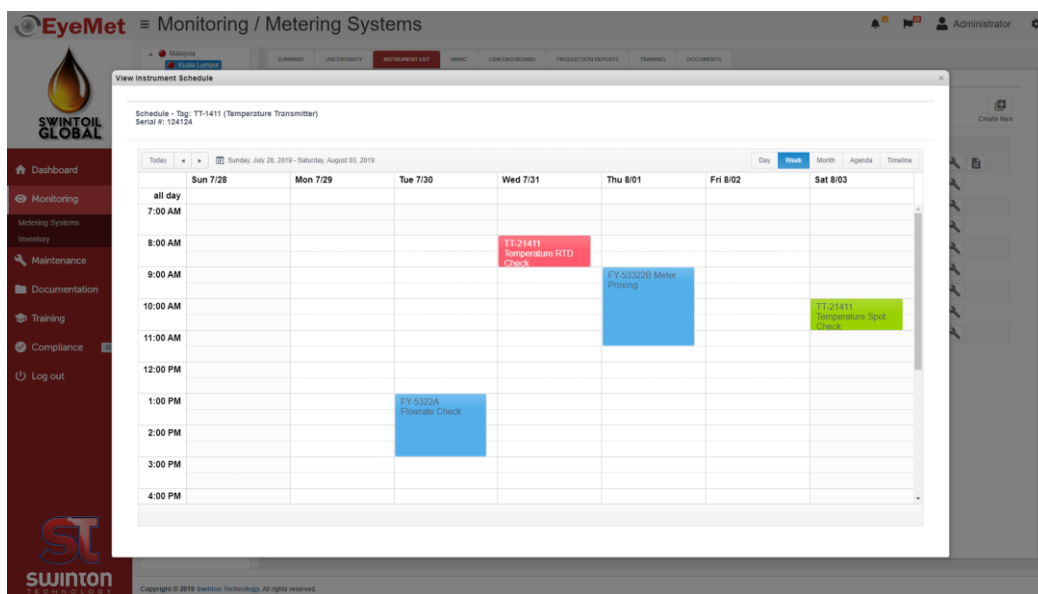 EyeMet
≡ Monitoring / Metering Systems
Administrator
SWINTOIL
GLOBAL
Malaysia
Kuala Lumpur
SUMMARY UNCERTAINTY INSTRUMENT LIST MIMIC CBM DASHBOARD PRODUCTION REPORTS TRAINING DOCUMENTS
View Instrument Schedule ×
Schedule - Tag: TT-1411 (Temperature Transmitter)
Serial #: 124124
Create New
Today Sunday, July 28, 2019 - Saturday, August 03, 2019 Day Week Month Agenda Timeline
Sun 7/28 Mon 7/29 Tue 7/30 Wed 7/31 Thu 8/01 Fri 8/02 Sat 8/03
all day
7:00 AM
8:00 AM
TT-21411
Temperature RTD
Check
9:00 AM
FY-53322B Meter
Proving
10:00 AM
TT-21411
Temperature Spot
Check
11:00 AM
12:00 PM
1:00 PM
FY-5322A
Flowrate Check
2:00 PM
3:00 PM
4:00 PM
Dashboard
Monitoring
Metering Systems
Inventory
Maintenance
Documentation
Training
Compliance
Log out
ST
swinton
TECHNOLOGY
Copyright © 2019 Swinton Technology. All rights reserved